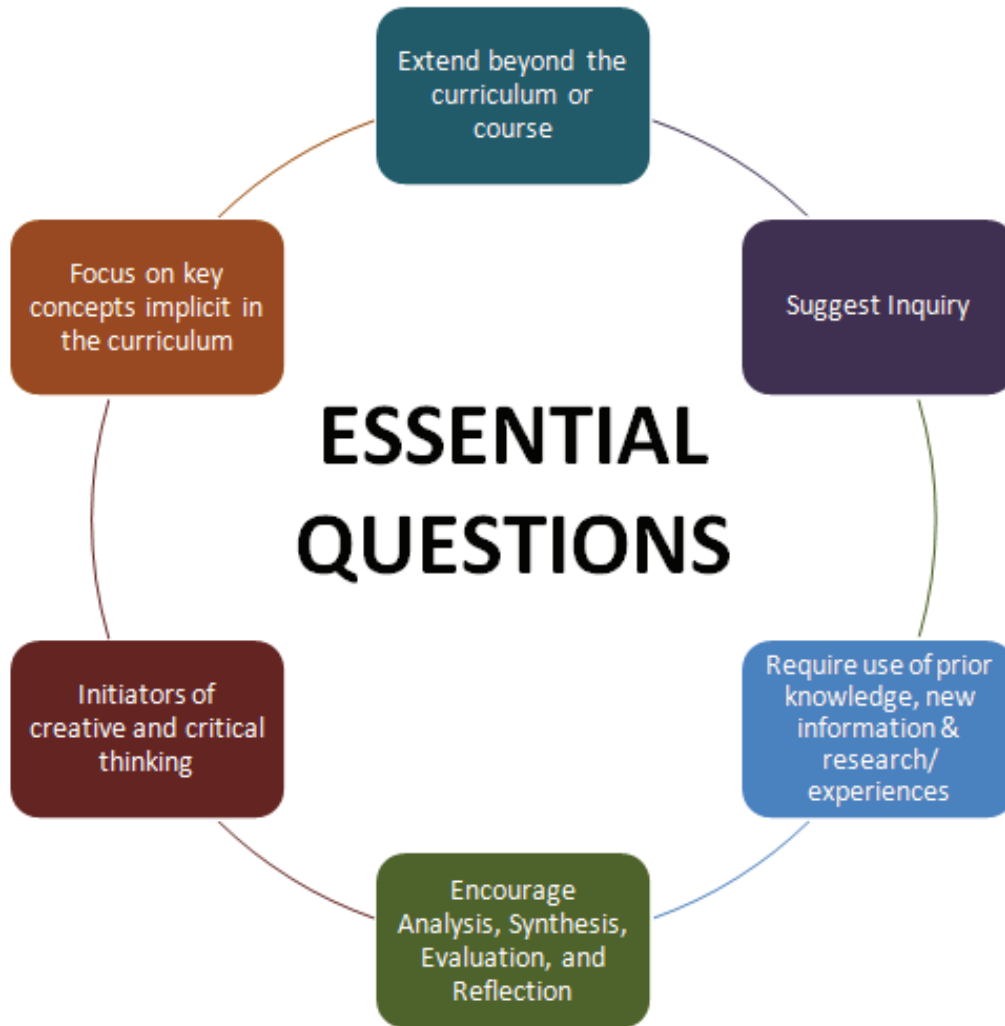 Extend beyond the
curriculum or
course
Suggest Inquiry
Require use of prior
knowledge, new
information &
research/
experiences
Encourage
Analysis, Synthesis,
Evaluation, and
Reflection
Initiators of
creative and critical
thinking
Focus on key
concepts implicit in
the curriculum
ESSENTIAL
QUESTIONS